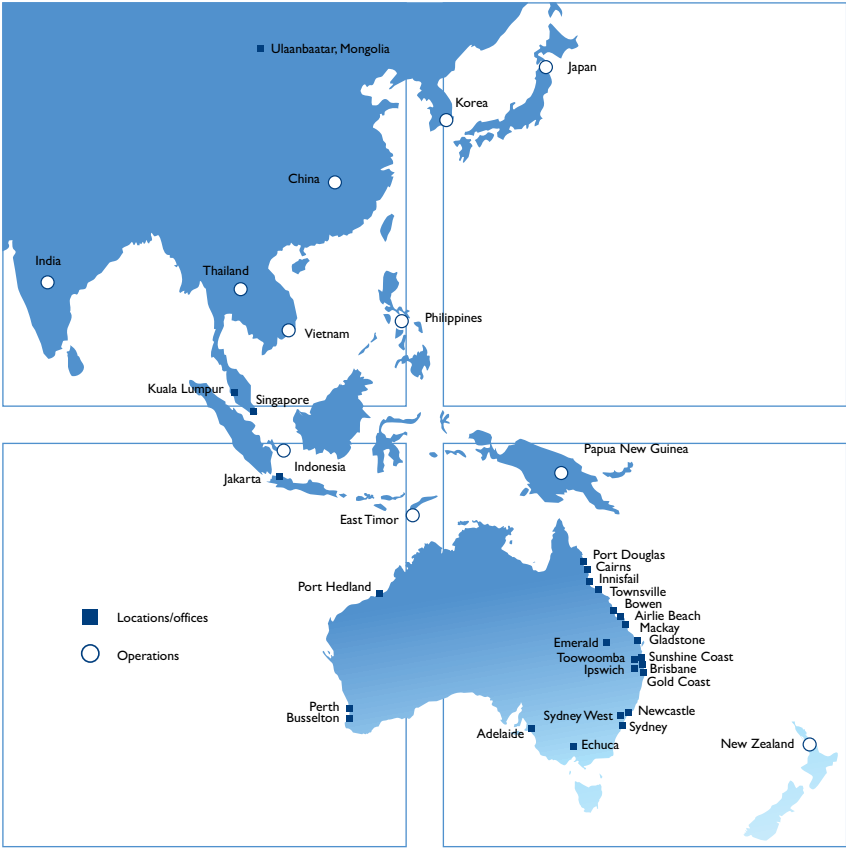 Ulaanbaatar, Mongolia
Japan
Korea
China
India
Thailand
Philippines
Vietnam
Kuala Lumpur
Singapore
Papua New Guinea
Indonesia
Jakarta
East Timor
Port Douglas
Cairns
Innisfail
Port Hedland
Townsville
Bowen
Airlie Beach
Locations/offices
Mackay
Emerald
Gladstone
Operations
Toowoomba
Sunshine Coast
Ipswich
Brisbane
Gold Coast
Perth
Newcastle
Busselton
Sydney West
Sydney
Adelaide
Echuca
New Zealand